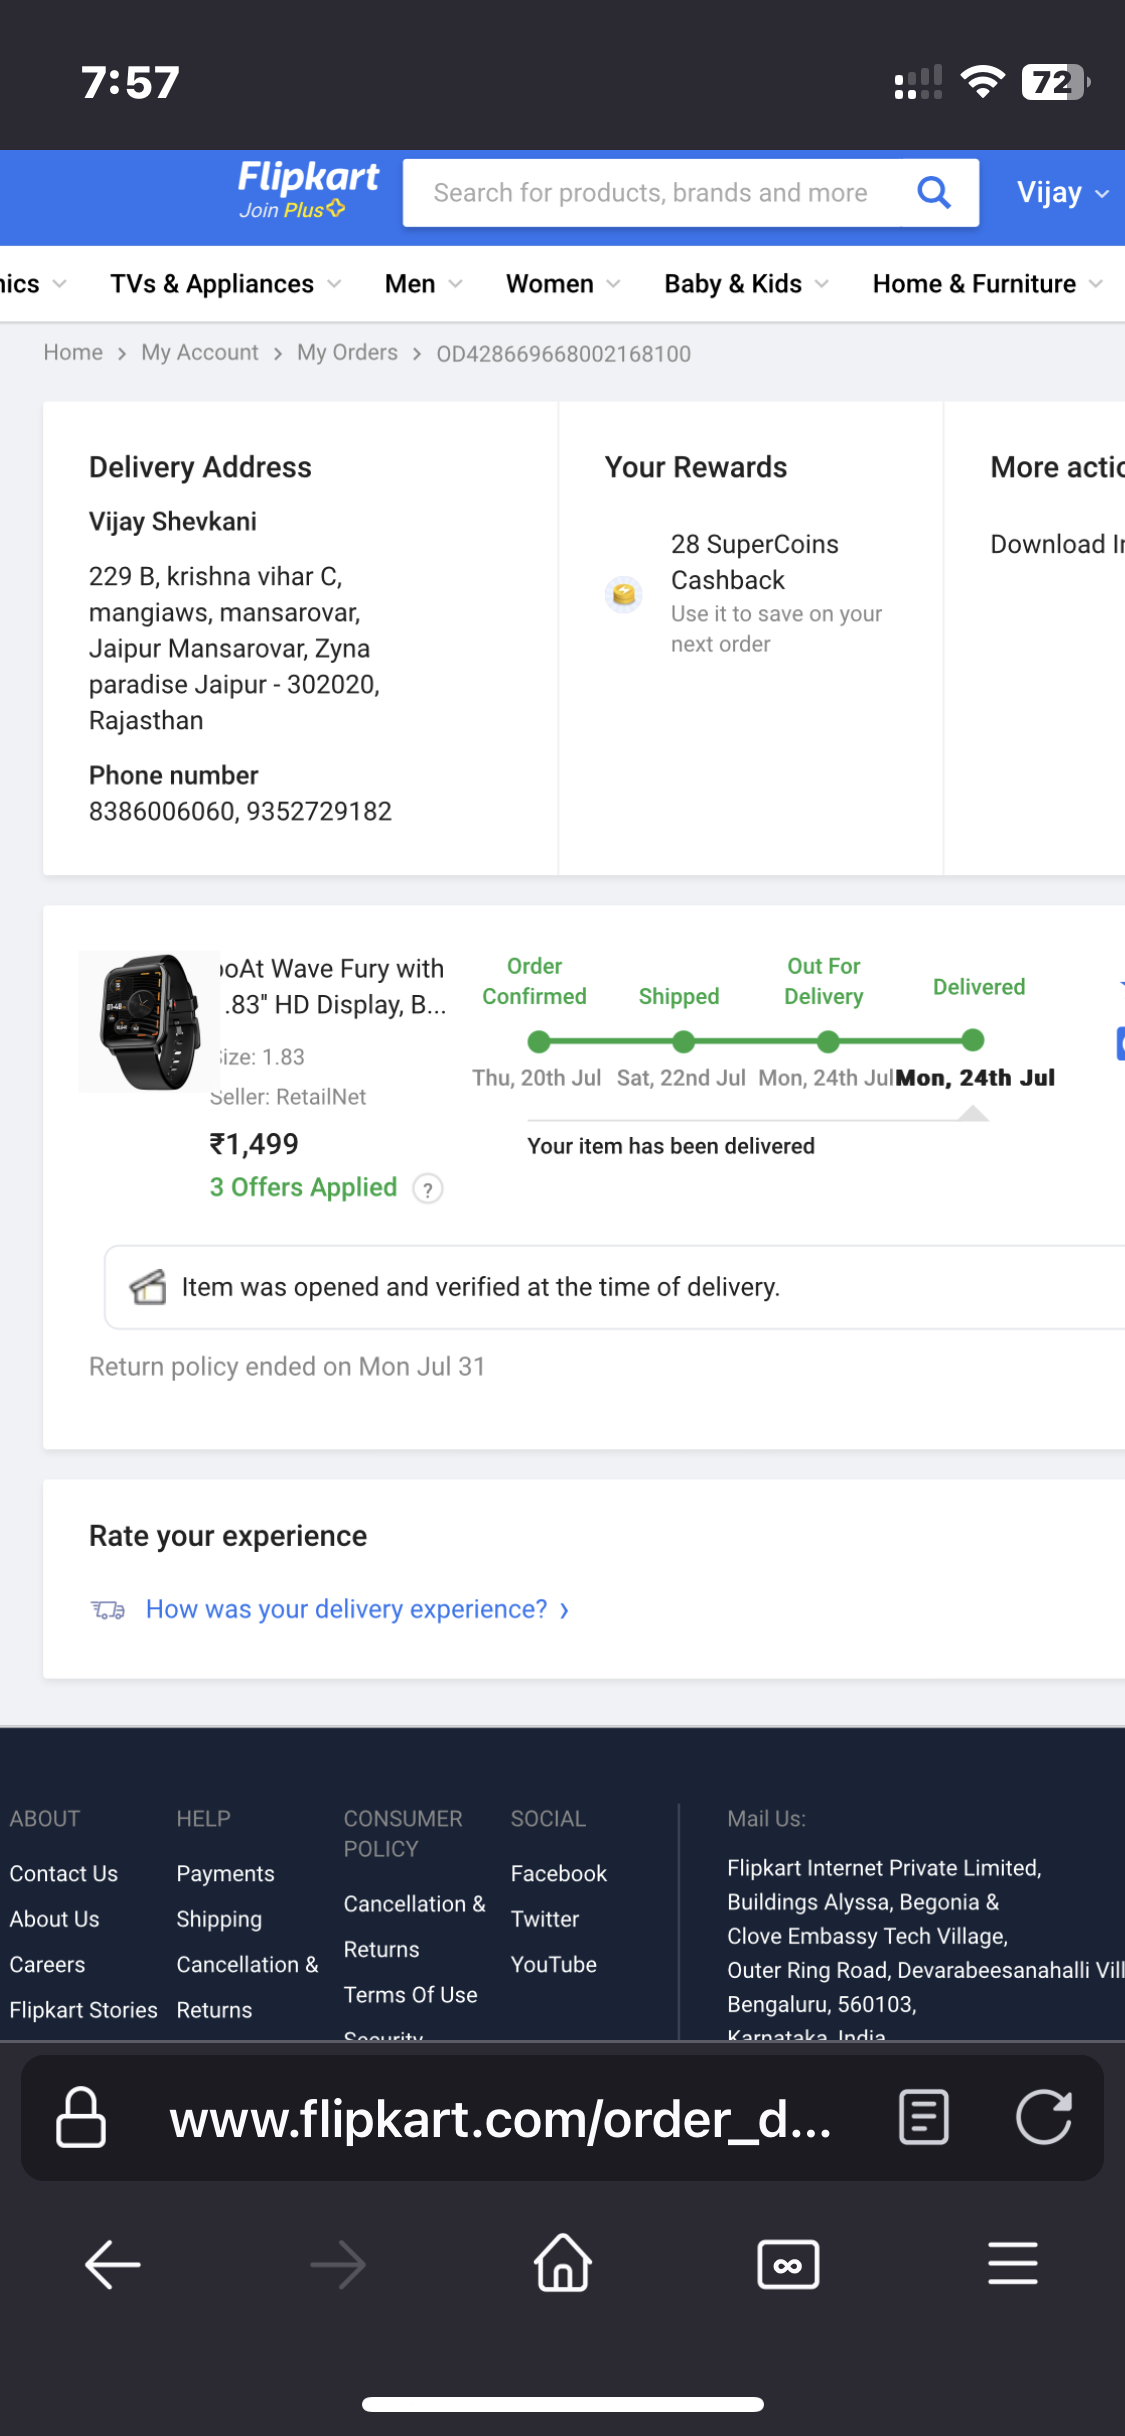 7:57
72
Flipkart
Join Plus
Search for products, brands and more
Vijay
nics
TVs & Appliances
Men
Women
Baby & Kids
Home & Furniture
Home > My Account > My Orders > OD428669668002168100
Delivery Address
Vijay Shevkani
229 B, krishna vihar C,
mangiaws, mansarovar,
Jaipur Mansarovar, Zyna
paradise Jaipur - 302020,
Rajasthan
Phone number
8386006060, 9352729182
Your Rewards
28 SuperCoins
Cashback
Use it to save on your
next order
More actio
Download In
boAt Wave Fury with
.83" HD Display, B...
Size: 1.83
Seller: RetailNet
₹1,499
3 Offers Applied ?
Order
Confirmed
Shipped
Out For
Delivery
Delivered
Thu, 20th Jul
Sat, 22nd Jul
Mon, 24th Jul
Mon, 24th Jul
Your item has been delivered
Item was opened and verified at the time of delivery.
Return policy ended on Mon Jul 31
Rate your experience
How was your delivery experience? ›
ABOUT
Contact Us
About Us
Careers
Flipkart Stories
HELP
Payments
Shipping
Cancellation &
Returns
CONSUMER
POLICY
Cancellation &
Returns
Terms Of Use
Security
SOCIAL
Facebook
Twitter
YouTube
Mail Us:
Flipkart Internet Private Limited,
Buildings Alyssa, Begonia &
Clove Embassy Tech Village,
Outer Ring Road, Devarabeesanahalli Vill
Bengaluru, 560103,
Karnataka, India
www.flipkart.com/order_d...